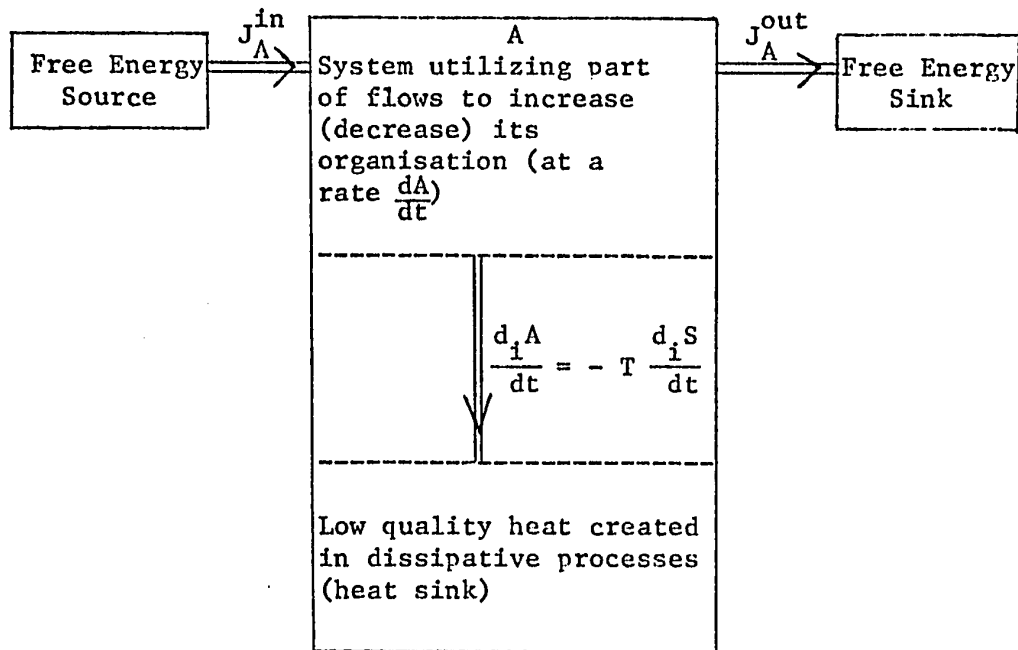 J_A^in
Free Energy
Source
A
System utilizing part
of flows to increase
(decrease) its
organisation (at a
rate dA/dt)
J_A^out
Free Energy
Sink
d_iA/dt = - T d_iS/dt
Low quality heat created
in dissipative processes
(heat sink)